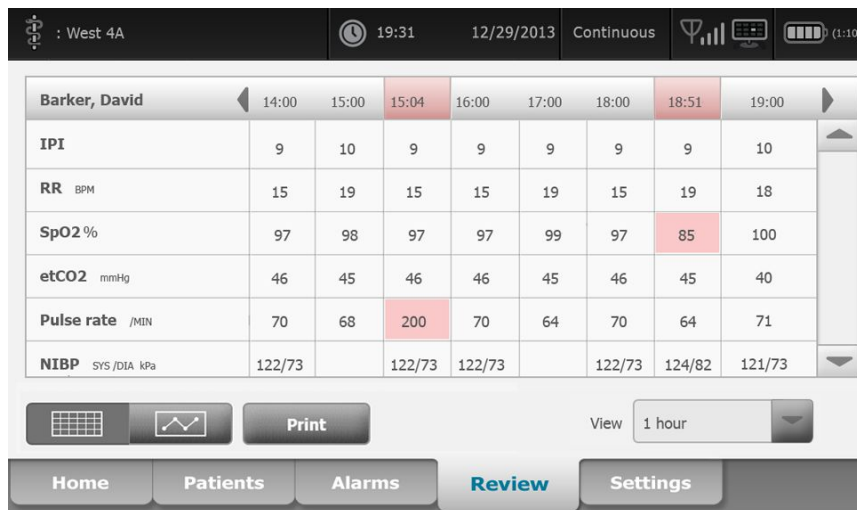 : West 4A 19:31 12/29/2013 Continuous (1:10
Barker, David 14:00 15:00 15:04 16:00 17:00 18:00 18:51 19:00
IPI 9 10 9 9 9 9 9 10
RR BPM 15 19 15 15 19 15 19 18
SpO2 % 97 98 97 97 99 97 85 100
etCO2 mmHg 46 45 46 46 45 46 45 40
Pulse rate /MIN 70 68 200 70 64 70 64 71
NIBP SYS /DIA kPa 122/73 122/73 122/73 122/73 124/82 121/73
Print View 1 hour
Home Patients Alarms Review Settings